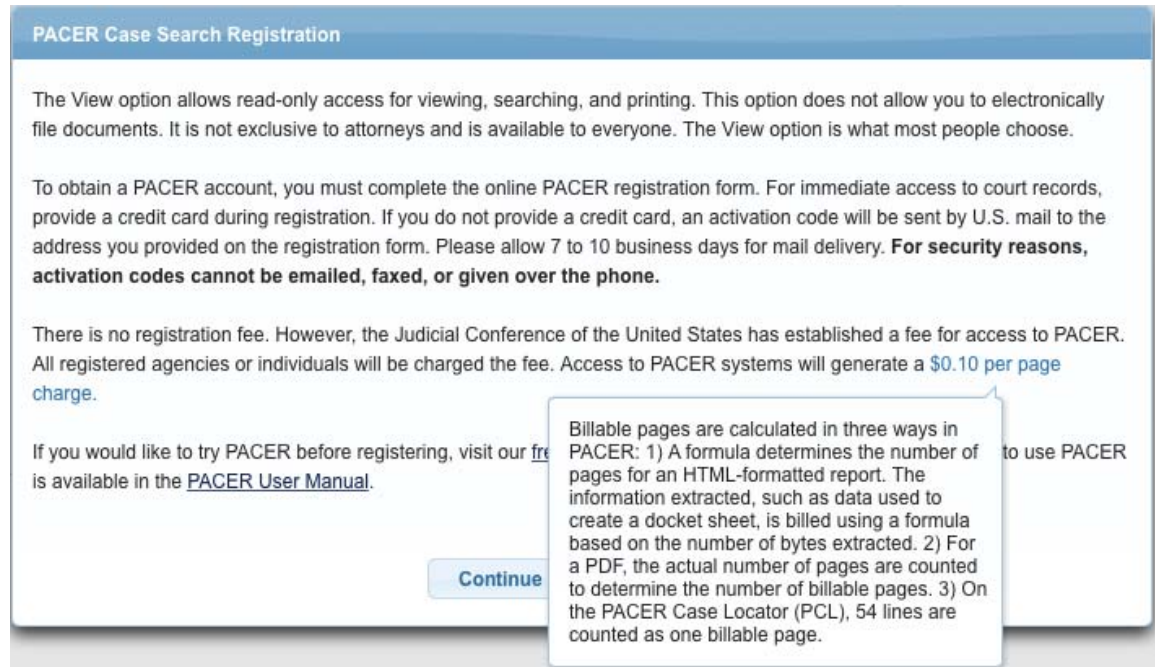 PACER Case Search Registration
The View option allows read-only access for viewing, searching, and printing. This option does not allow you to electronically
file documents. It is not exclusive to attorneys and is available to everyone. The View option is what most people choose.
To obtain a PACER account, you must complete the online PACER registration form. For immediate access to court records,
provide a credit card during registration. If you do not provide a credit card, an activation code will be sent by U.S. mail to the
address you provided on the registration form. Please allow 7 to 10 business days for mail delivery. For security reasons,
activation codes cannot be emailed, faxed, or given over the phone.
There is no registration fee. However, the Judicial Conference of the United States has established a fee for access to PACER.
All registered agencies or individuals will be charged the fee. Access to PACER systems will generate a $0.10 per page
charge.
If you would like to try PACER before registering, visit our
to use PACER
is available in the PACER User Manual.
Continue
Billable pages are calculated in three ways in
PACER: 1) A formula determines the number of
pages for an HTML-formatted report. The
information extracted, such as data used to
create a docket sheet, is billed using a formula
based on the number of bytes extracted. 2) For
a PDF, the actual number of pages are counted
to determine the number of billable pages. 3) On
the PACER Case Locator (PCL), 54 lines are
counted as one billable page.